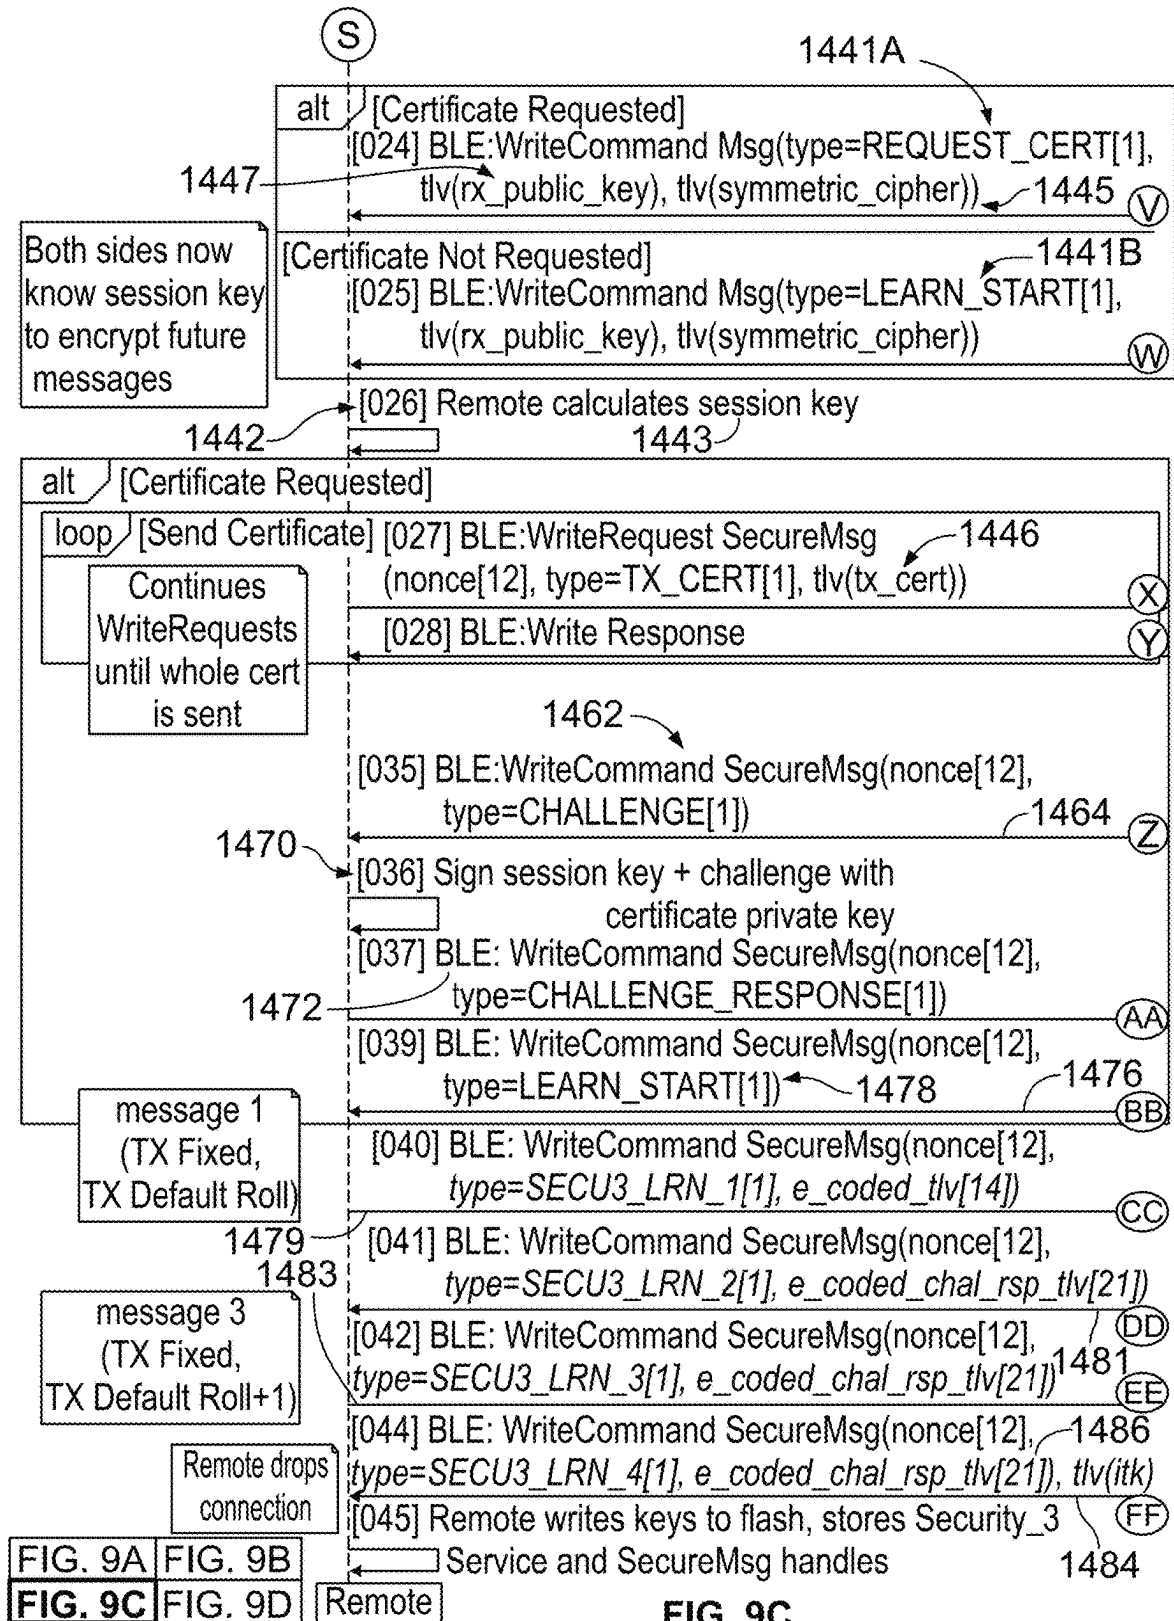 S
1441A
alt [Certificate Requested]
[024] BLE:WriteCommand Msg(type=REQUEST_CERT[1],
1447
tlv(rx_public_key), tlv(symmetric_cipher))
1445
V
Both sides now
know session key
to encrypt future
messages
[Certificate Not Requested]
1441B
[025] BLE:WriteCommand Msg(type=LEARN_START[1],
tlv(rx_public_key), tlv(symmetric_cipher))
W
[026] Remote calculates session key
1442
1443
alt [Certificate Requested]
loop [Send Certificate] [027] BLE:WriteRequest SecureMsg
1446
(nonce[12], type=TX_CERT[1], tlv(tx_cert))
X
Continues
WriteRequests
until whole cert
is sent
[028] BLE:Write Response
Y
1462
[035] BLE:WriteCommand SecureMsg(nonce[12],
type=CHALLENGE[1])
1464
Z
1470
[036] Sign session key + challenge with
certificate private key
[037] BLE: WriteCommand SecureMsg(nonce[12],
1472
type=CHALLENGE_RESPONSE[1])
AA
[039] BLE: WriteCommand SecureMsg(nonce[12],
type=LEARN_START[1])
1478
1476
BB
message 1
(TX Fixed,
TX Default Roll)
[040] BLE: WriteCommand SecureMsg(nonce[12],
type=SECU3_LRN_1[1], e_coded_tlv[14])
CC
1479
[041] BLE: WriteCommand SecureMsg(nonce[12],
1483
type=SECU3_LRN_2[1], e_coded_chal_rsp_tlv[21])
DD
message 3
(TX Fixed,
TX Default Roll+1)
[042] BLE: WriteCommand SecureMsg(nonce[12],
1481
type=SECU3_LRN_3[1], e_coded_chal_rsp_tlv[21])
EE
[044] BLE: WriteCommand SecureMsg(nonce[12],
1486
type=SECU3_LRN_4[1], e_coded_chal_rsp_tlv[21]), tlv(itk)
Remote drops
connection
FF
[045] Remote writes keys to flash, stores Security_3
Service and SecureMsg handles
1484
FIG. 9A FIG. 9B
FIG. 9C FIG. 9D
Remote
FIG. 9C